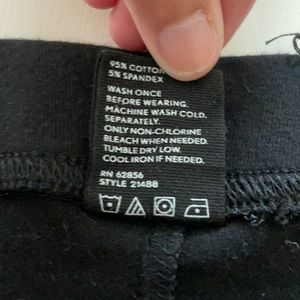 95% COTTON
5% SPANDEX
WASH ONCE
BEFORE WEARING.
MACHINE WASH COLD.
SEPARATELY.
ONLY NON-CHLORINE
BLEACH WHEN NEEDED.
TUMBLE DRY LOW.
COOL IRON IF NEEDED.
RN 62856
STYLE 21488